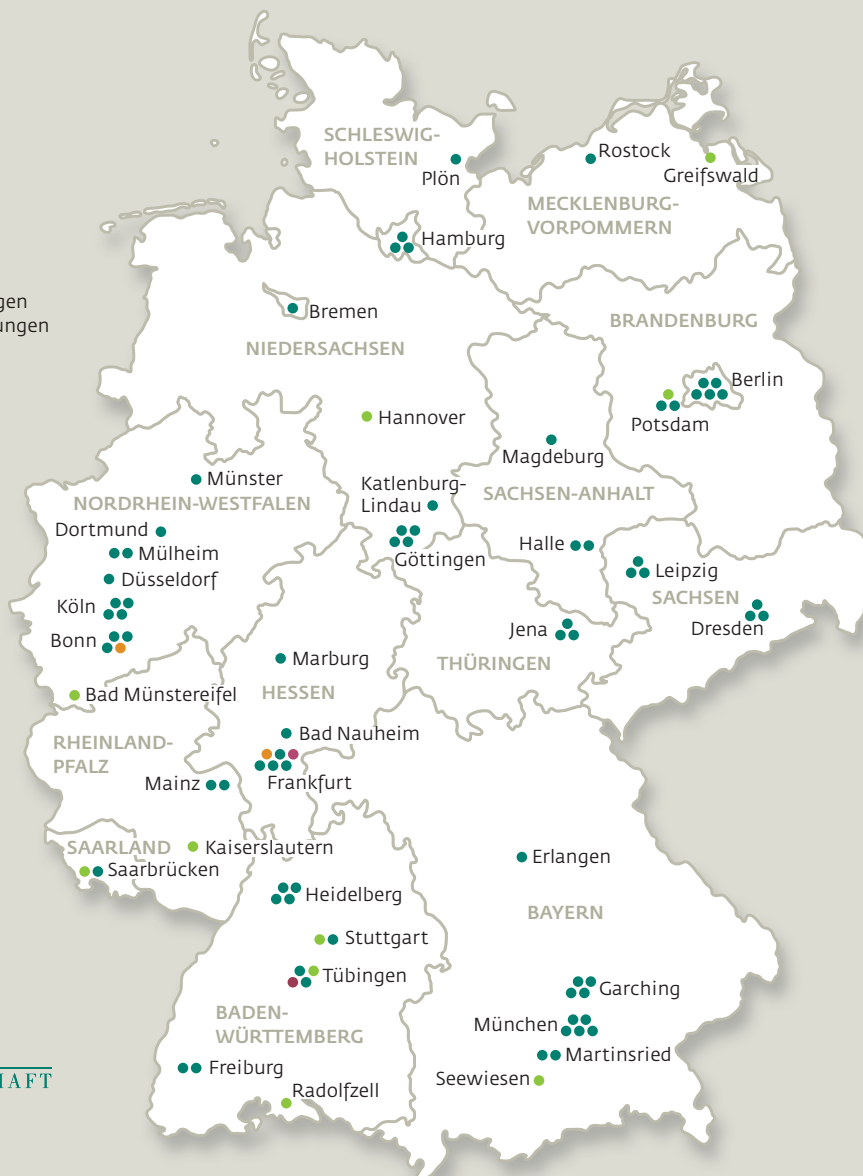 SCHLESWIG-
HOLSTEIN
Plön
Rostock
Greifswald
MECKLENBURG-
VORPOMMERN
Hamburg
gen
ungen
Bremen
NIEDERSACHSEN
BRANDENBURG
Berlin
Potsdam
Hannover
Magdeburg
Münster
NORDRHEIN-WESTFALEN
Katlenburg-
Lindau
SACHSEN-ANHALT
Dortmund
Mülheim
Göttingen
Halle
Düsseldorf
Leipzig
Köln
SACHSEN
Bonn
Jena
Dresden
Marburg
THÜRINGEN
Bad Münstereifel
HESSEN
Bad Nauheim
RHEINLAND-
PFALZ
Mainz
Frankfurt
SAARLAND
Kaiserslautern
Saarbrücken
Erlangen
Heidelberg
BAYERN
Stuttgart
Tübingen
Garching
BADEN-
WÜRTTEMBERG
München
Martinsried
Freiburg
Seewiesen
Radolfzell
HAFT